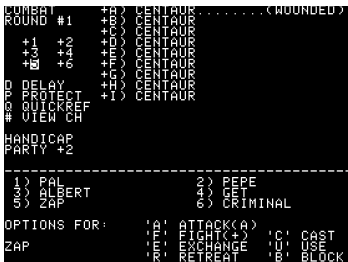 COMBAT +A) CENTAUR........(WOUNDED)
ROUND #1 +B) CENTAUR
+C) CENTAUR
+1 +2 +D) CENTAUR
+3 +4 +E) CENTAUR
+5 +6 +F) CENTAUR
+G) CENTAUR
D DELAY +H) CENTAUR
P PROTECT +I) CENTAUR
Q QUICKREF
# VIEW CH
HANDICAP
PARTY +2
1) PAL 2) PEPE
3) ALBERT 4) GET
5) ZAP 6) CRIMINAL
OPTIONS FOR: 'A' ATTACK(A)
'F' FIGHT(+) 'C' CAST
ZAP 'E' EXCHANGE 'U' USE
'R' RETREAT 'B' BLOCK